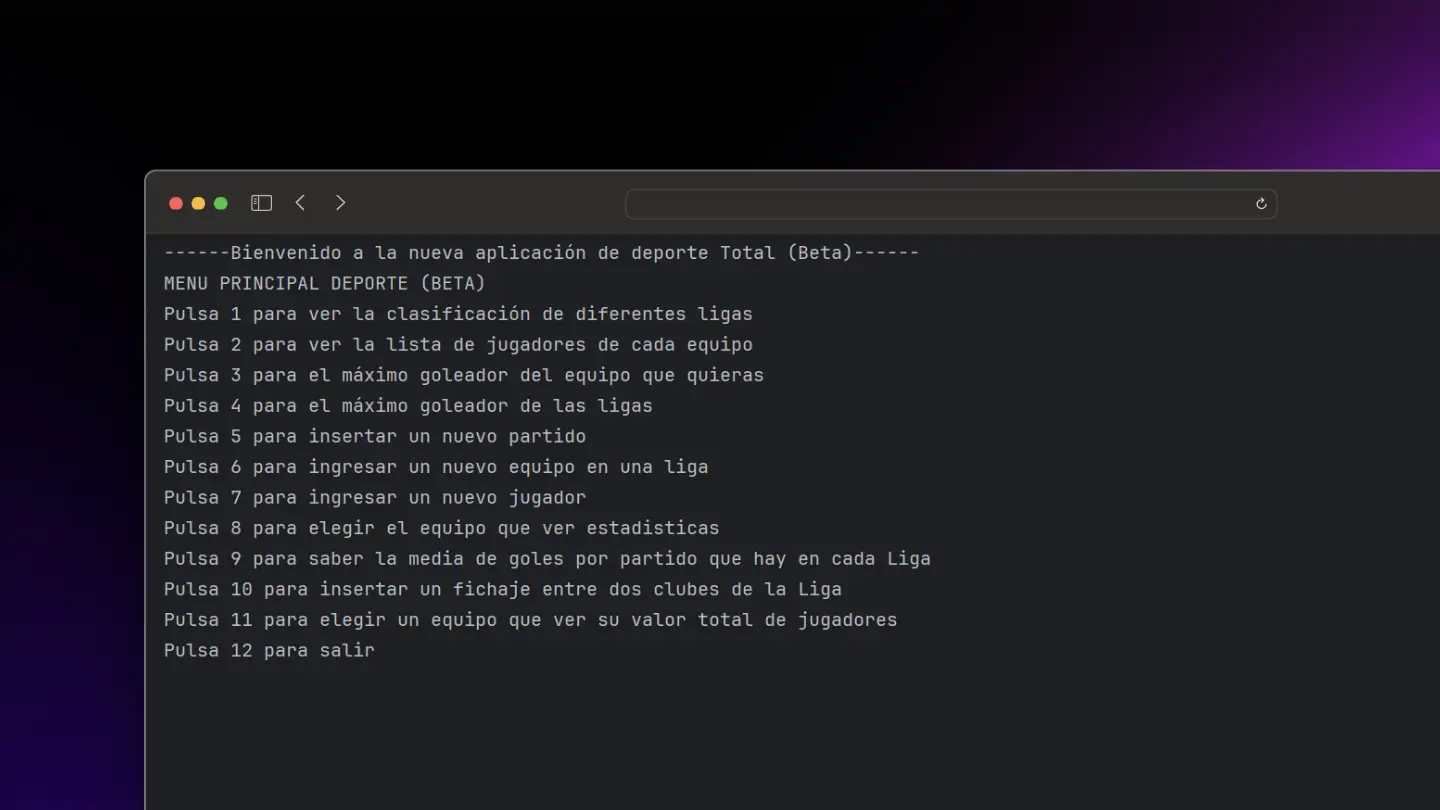 ------Bienvenido a la nueva aplicación de deporte Total (Beta)------
MENU PRINCIPAL DEPORTE (BETA)
Pulsa 1 para ver la clasificación de diferentes ligas
Pulsa 2 para ver la lista de jugadores de cada equipo
Pulsa 3 para el máximo goleador del equipo que quieras
Pulsa 4 para el máximo goleador de las ligas
Pulsa 5 para insertar un nuevo partido
Pulsa 6 para ingresar un nuevo equipo en una liga
Pulsa 7 para ingresar un nuevo jugador
Pulsa 8 para elegir el equipo que ver estadisticas
Pulsa 9 para saber la media de goles por partido que hay en cada Liga
Pulsa 10 para insertar un fichaje entre dos clubes de la Liga
Pulsa 11 para elegir un equipo que ver su valor total de jugadores
Pulsa 12 para salir